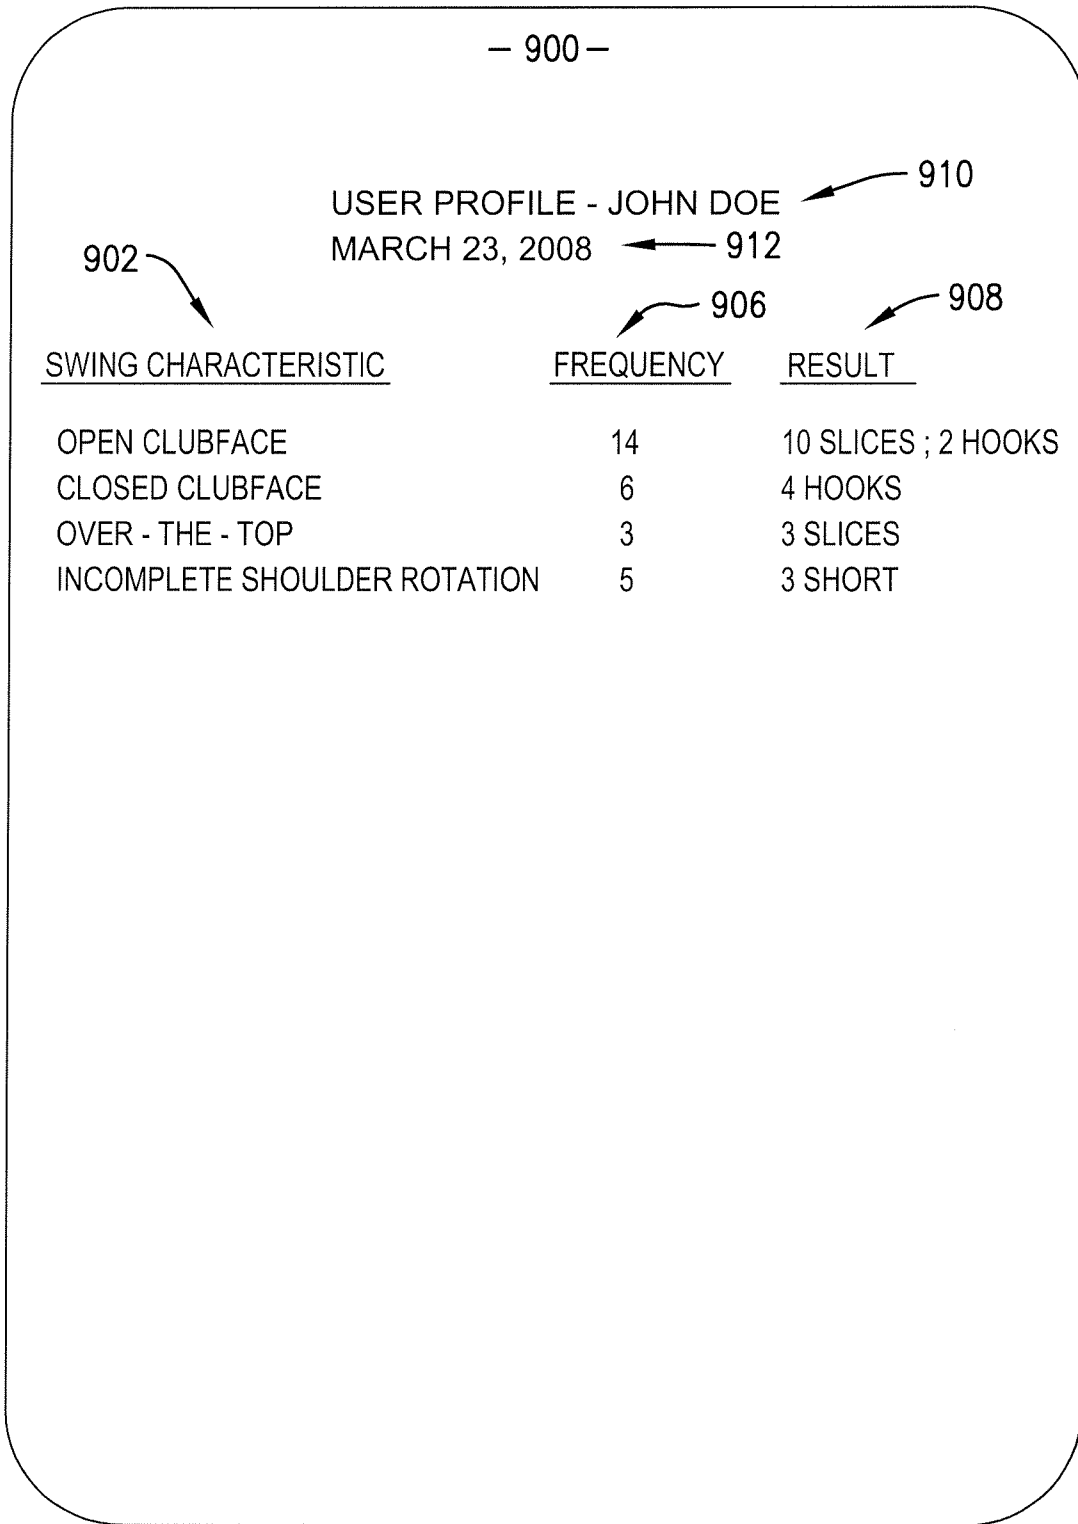 – 900 –
910
USER PROFILE - JOHN DOE
MARCH 23, 2008 912
902
906 908
SWING CHARACTERISTIC FREQUENCY RESULT
OPEN CLUBFACE 14 10 SLICES ; 2 HOOKS
CLOSED CLUBFACE 6 4 HOOKS
OVER - THE - TOP 3 3 SLICES
INCOMPLETE SHOULDER ROTATION 5 3 SHORT